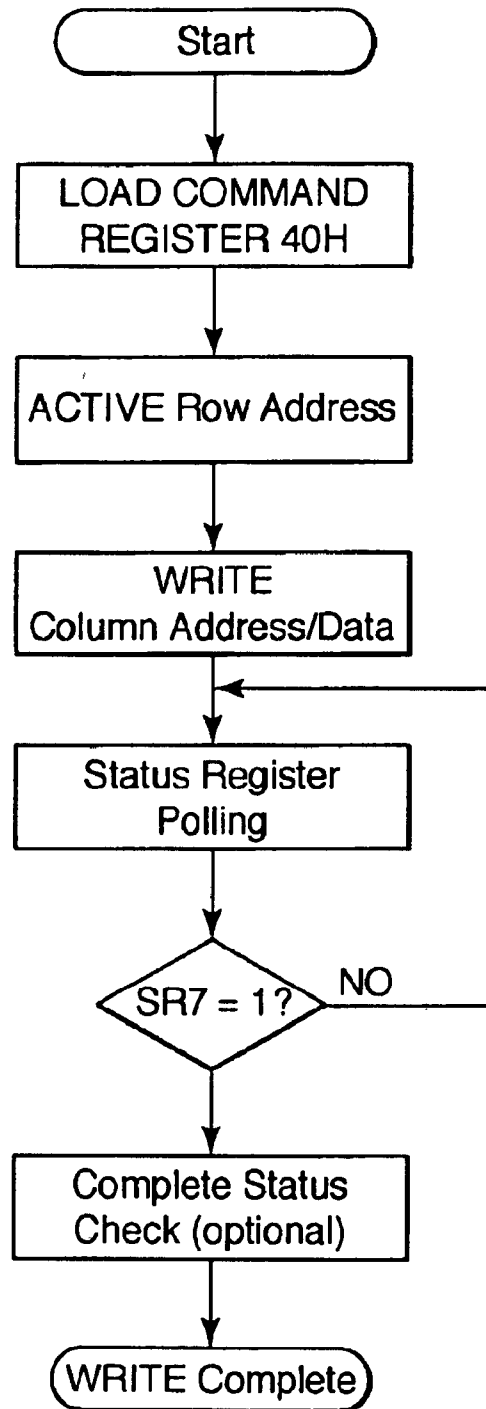 Start
LOAD COMMAND
REGISTER 40H
ACTIVE Row Address
WRITE
Column Address/Data
Status Register
Polling
SR7 = 1?
NO
Complete Status
Check (optional)
WRITE Complete